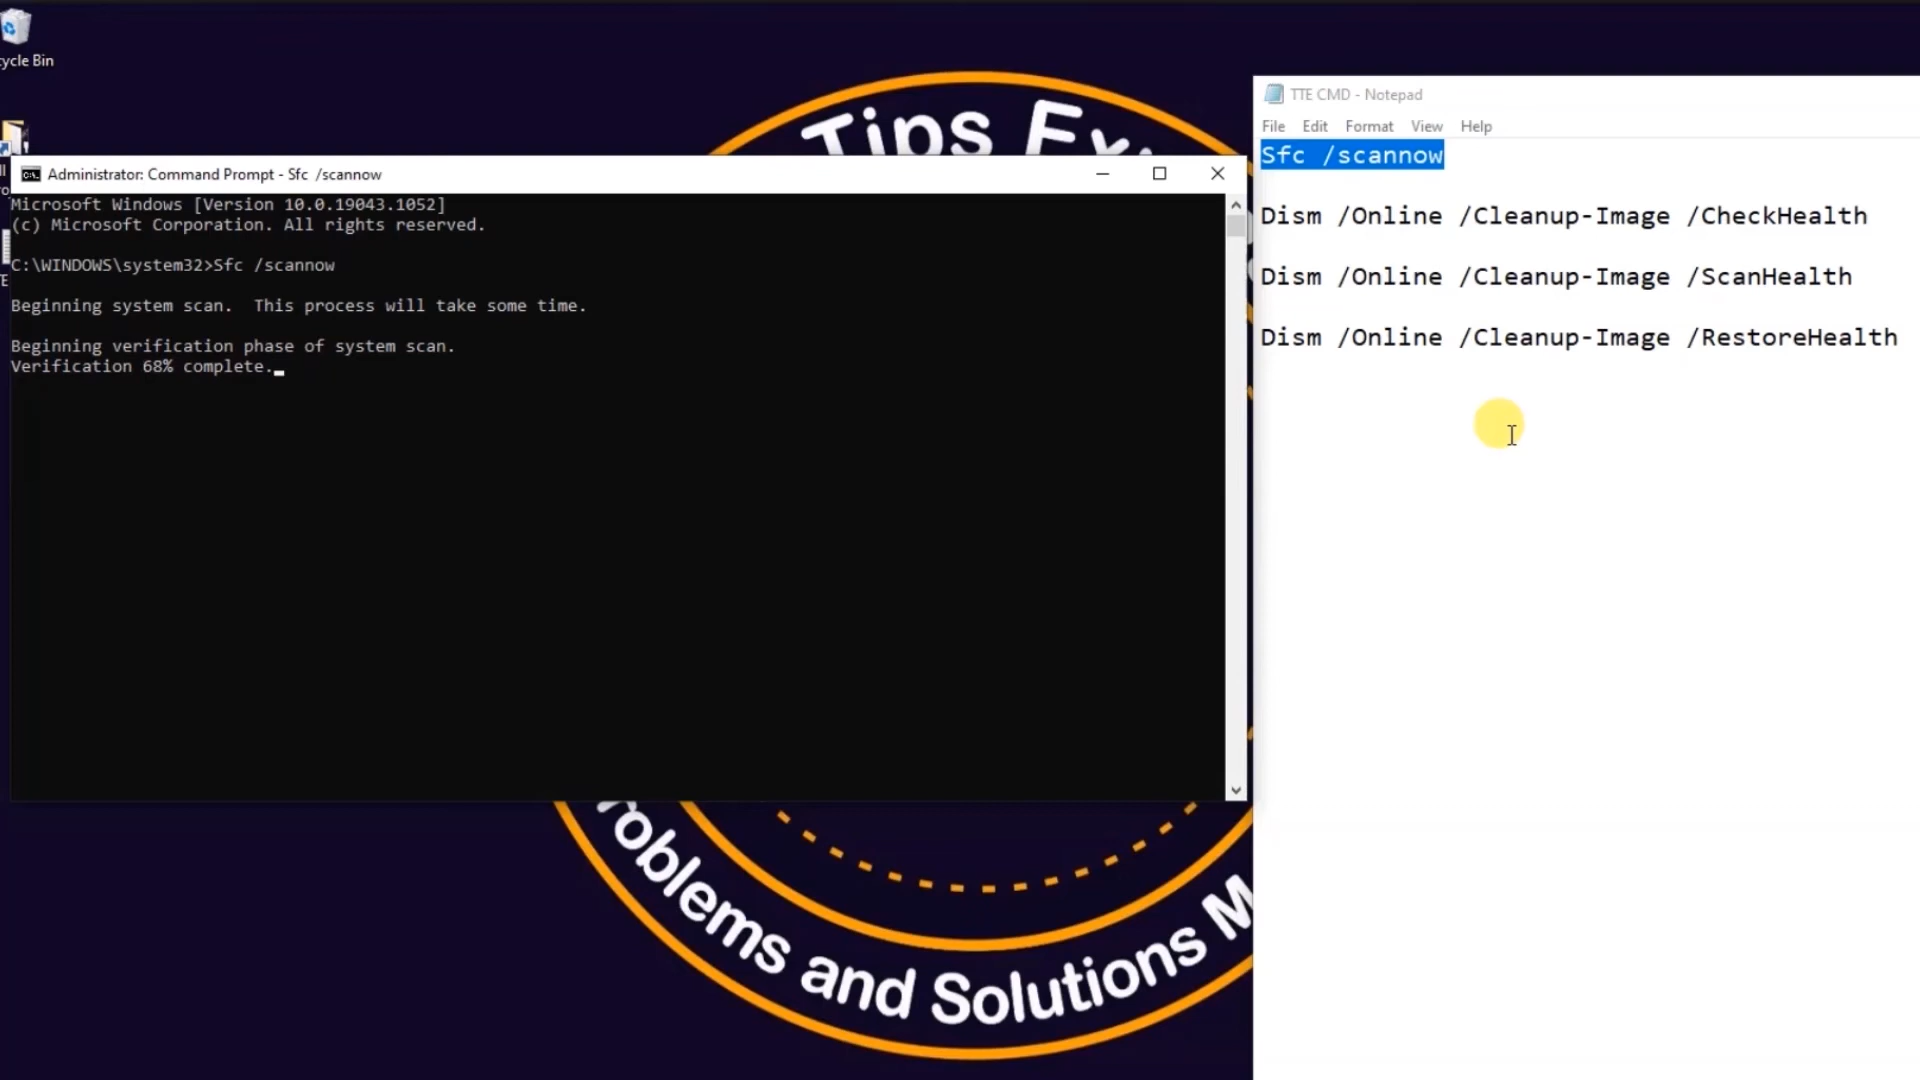 cycle Bin
Tips Ex
Administrator: Command Prompt - Sfc /scannow
Microsoft Windows [Version 10.0.19043.1052]
(c) Microsoft Corporation. All rights reserved.
C:\WINDOWS\system32>Sfc /scannow
Beginning system scan.  This process will take some time.
Beginning verification phase of system scan.
Verification 68% complete.
TTE CMD - Notepad
File Edit Format View Help
Sfc /scannow
Dism /Online /Cleanup-Image /CheckHealth
Dism /Online /Cleanup-Image /ScanHealth
Dism /Online /Cleanup-Image /RestoreHealth
roblems and Solutions M